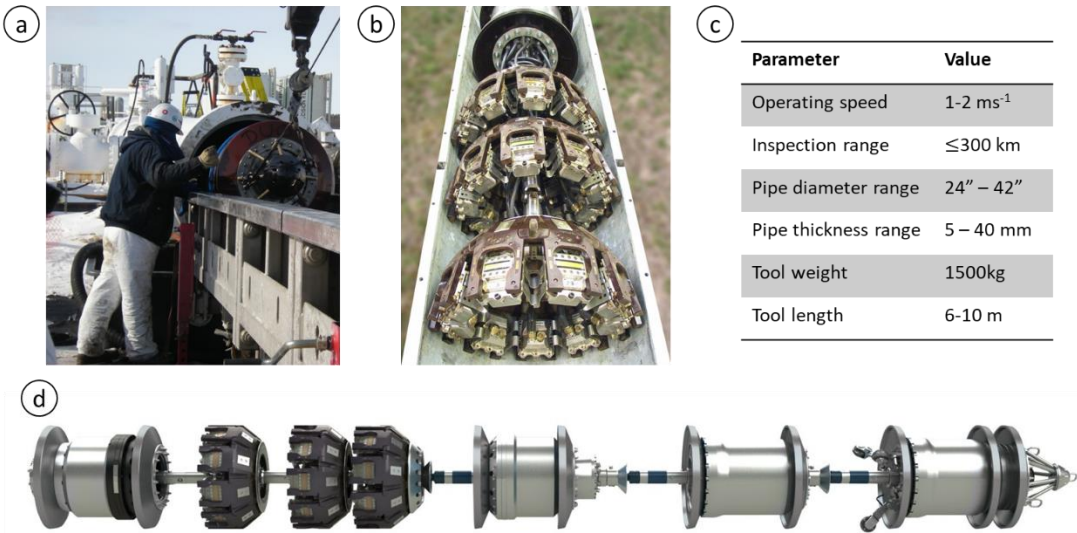 a
b
c
Parameter Value
Operating speed 1-2 ms⁻¹
Inspection range ≤300 km
Pipe diameter range 24” – 42”
Pipe thickness range 5 – 40 mm
Tool weight 1500kg
Tool length 6-10 m
d